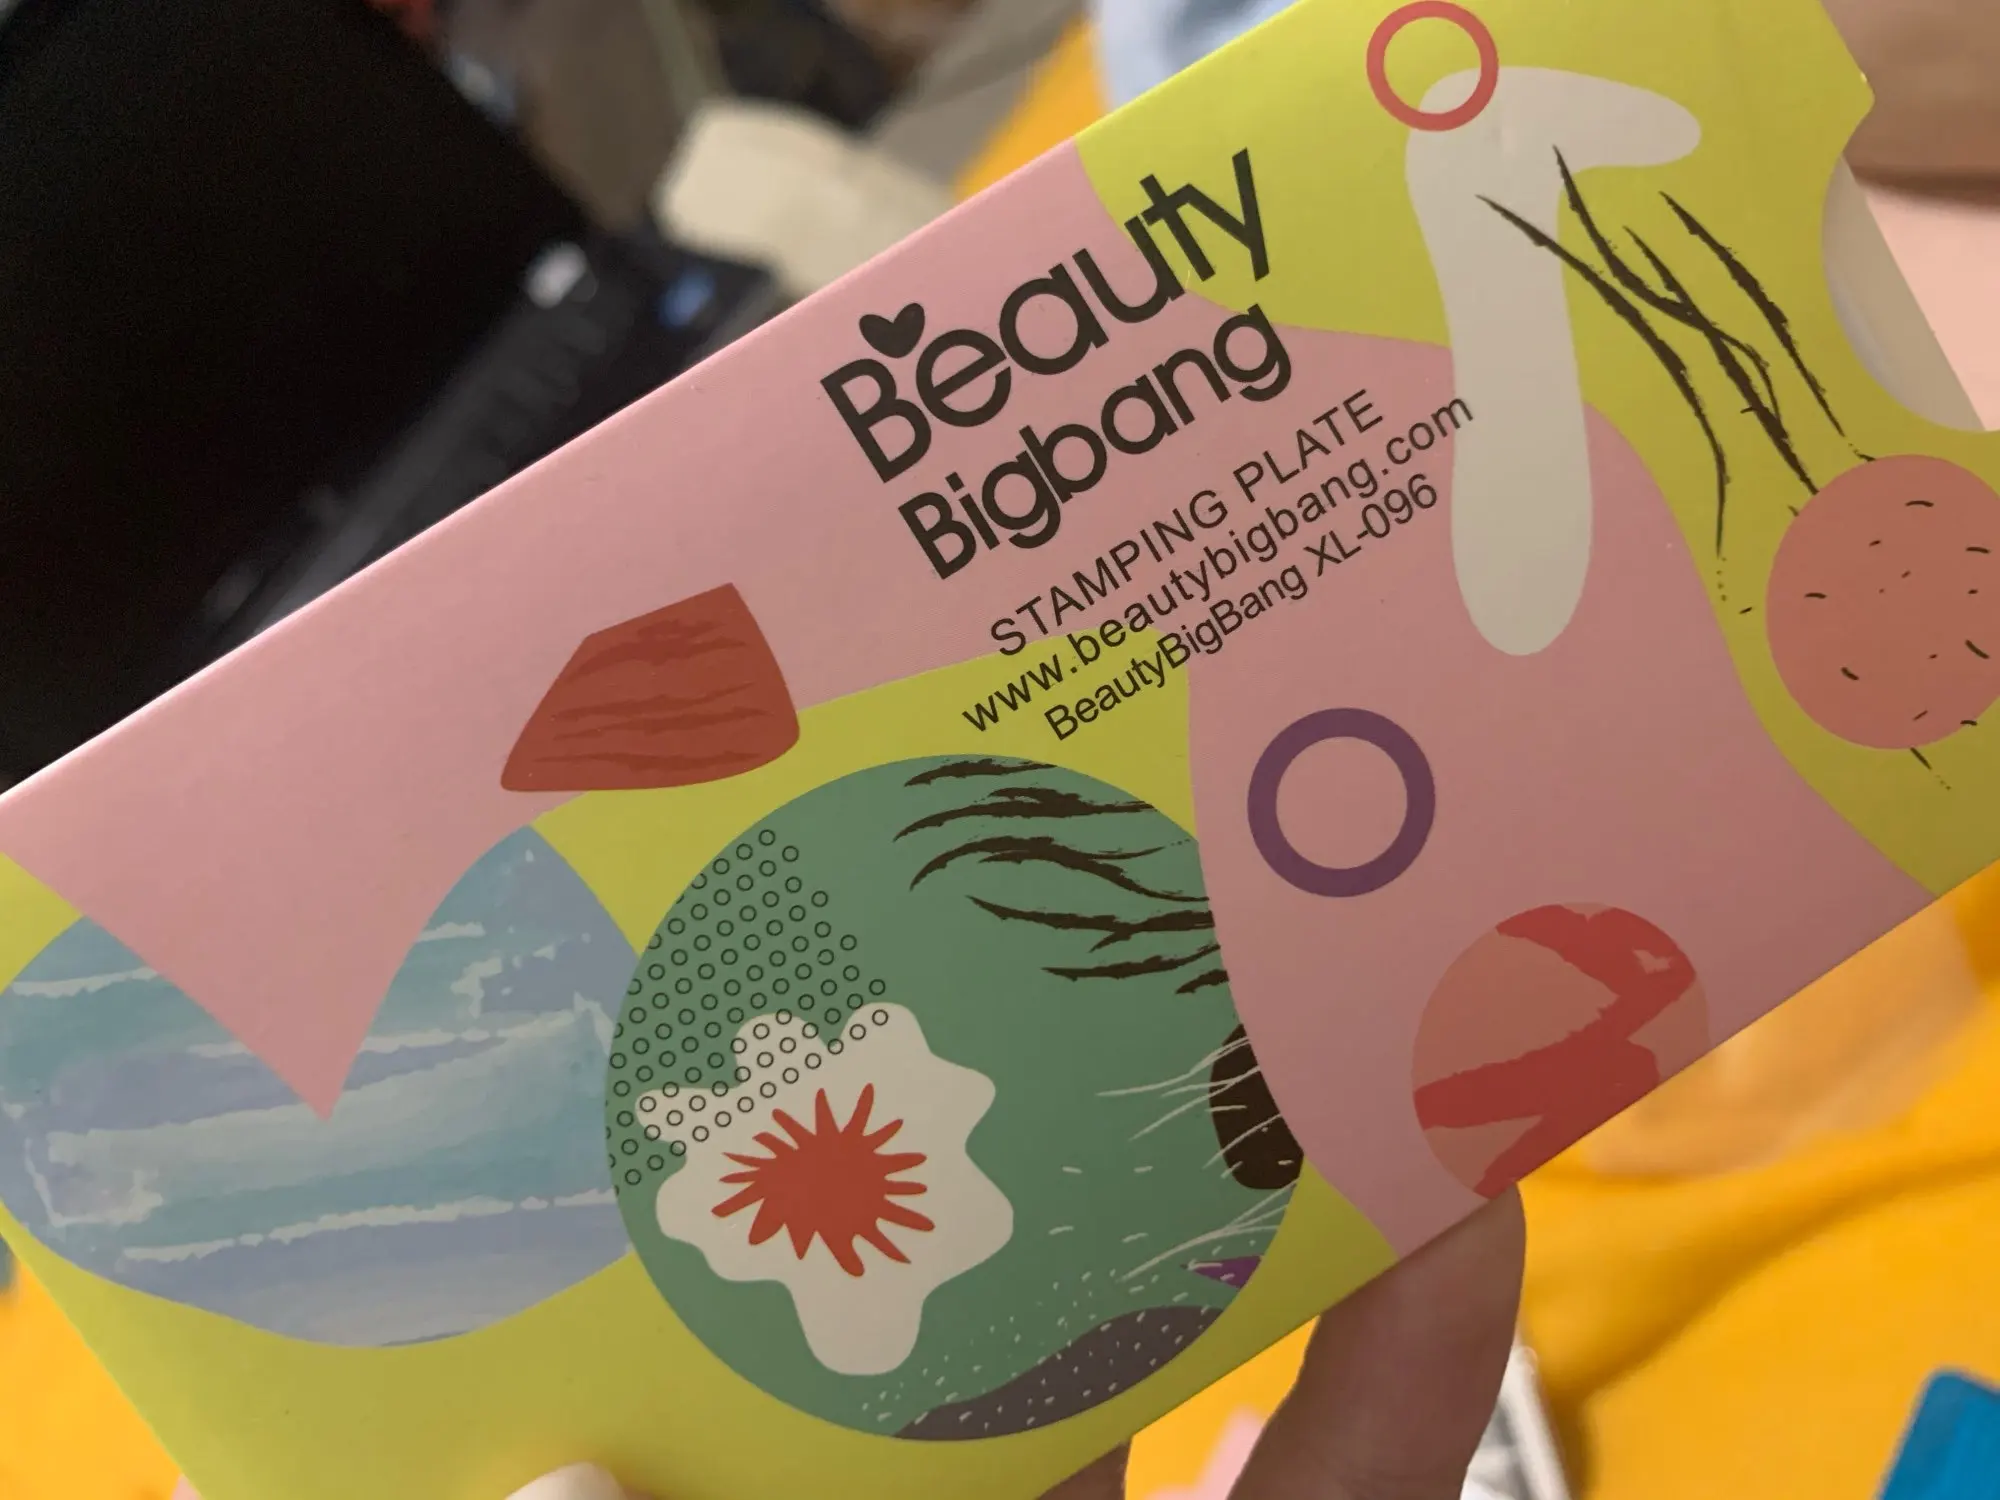 Beauty
Bigbang
STAMPING PLATE
www.beautybigbang.com
BeautyBigBang XL-096